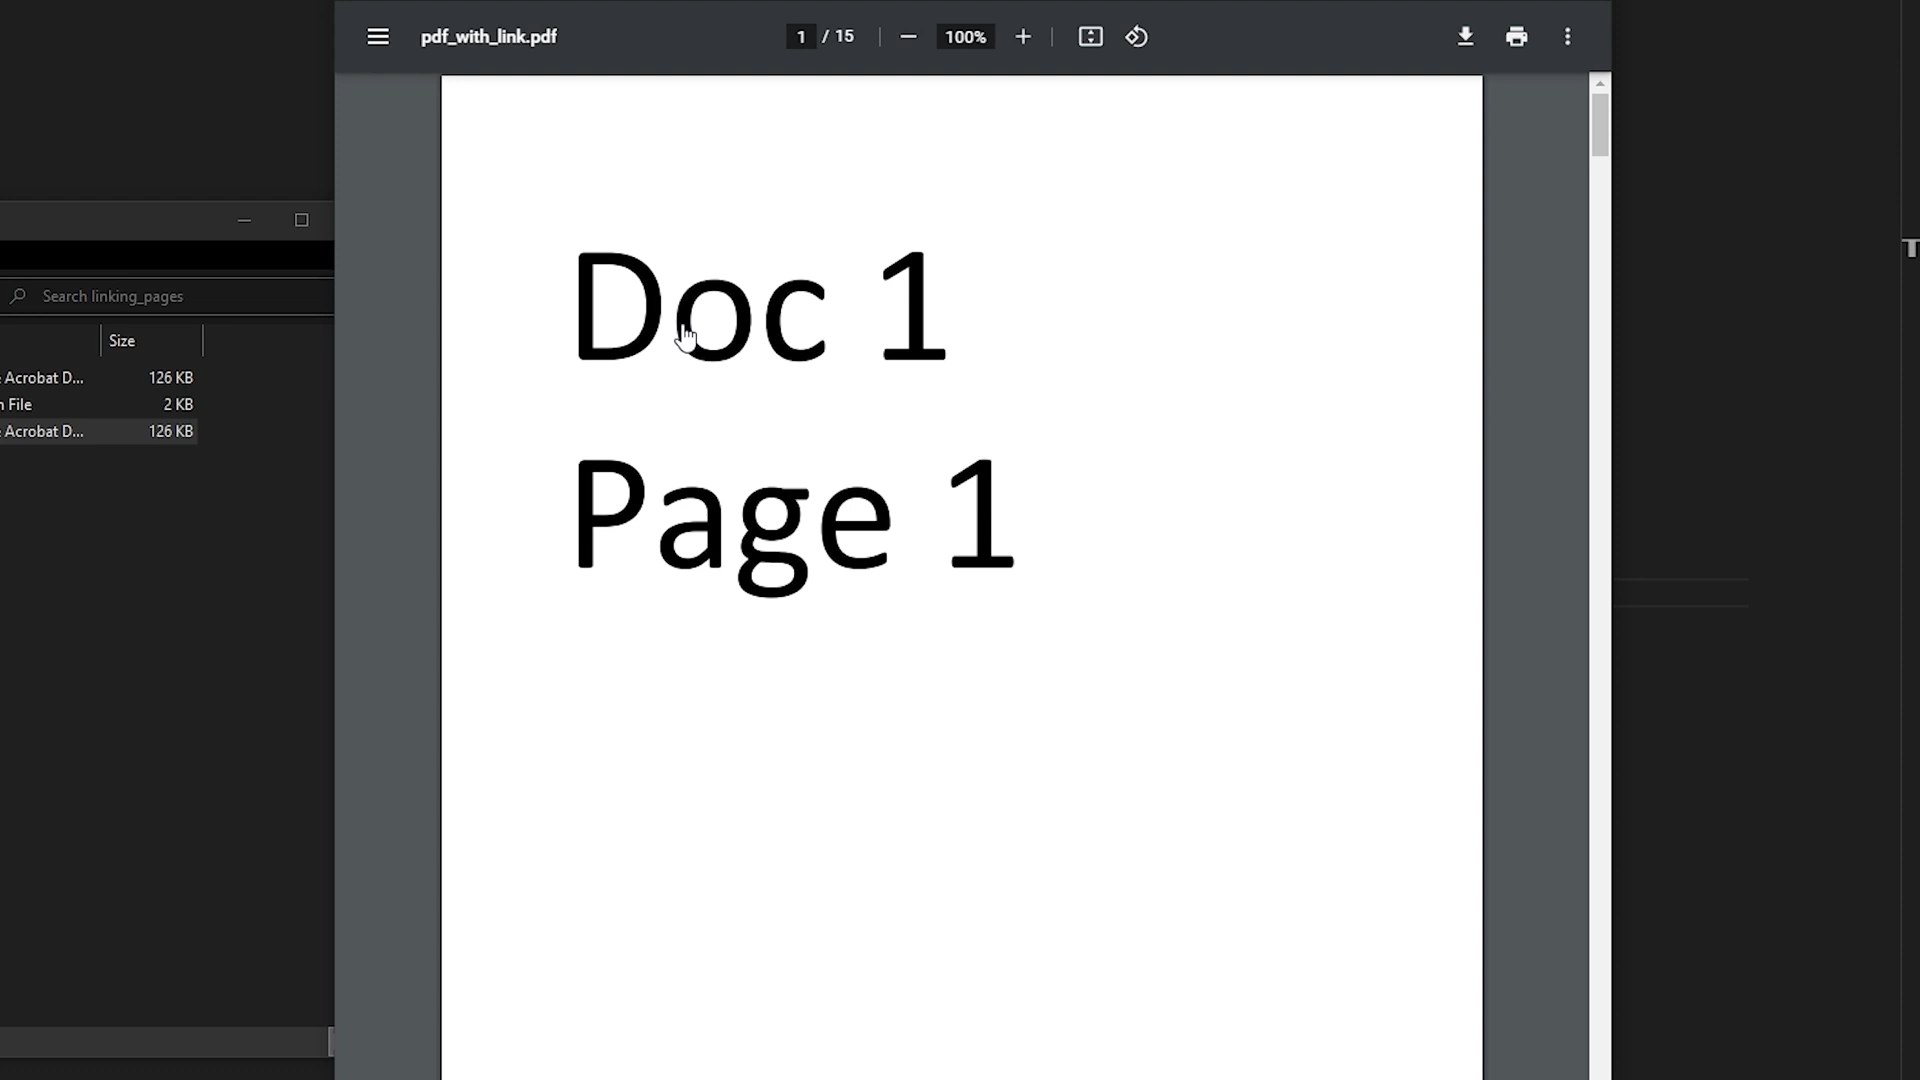 pdf_with_link.pdf
1 / 15
100%
Doc 1
Page 1
Search linking_pages
Size
Acrobat D... 126 KB
File 2 KB
Acrobat D... 126 KB
T